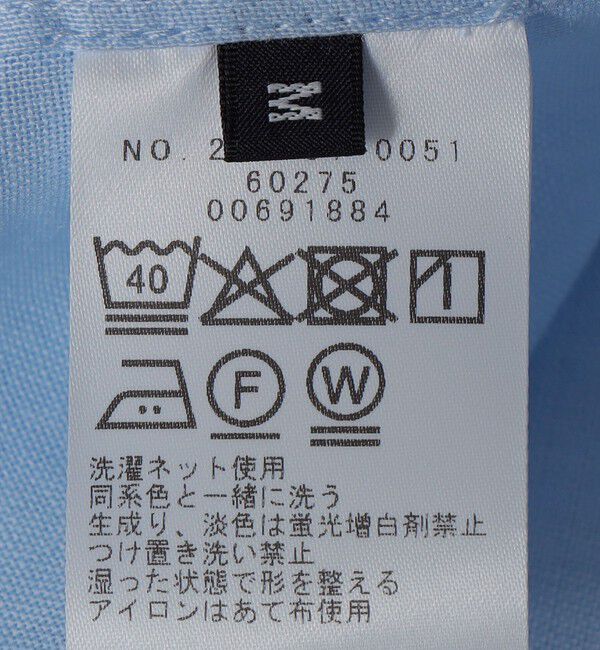 M
NO. 2 0051
60275
00691884
40
F W
洗濯ネット使用
同系色と一緒に洗う
生成り、淡色は蛍光増白剤禁止
つけ置き洗い禁止
湿った状態で形を整える
アイロンはあて布使用